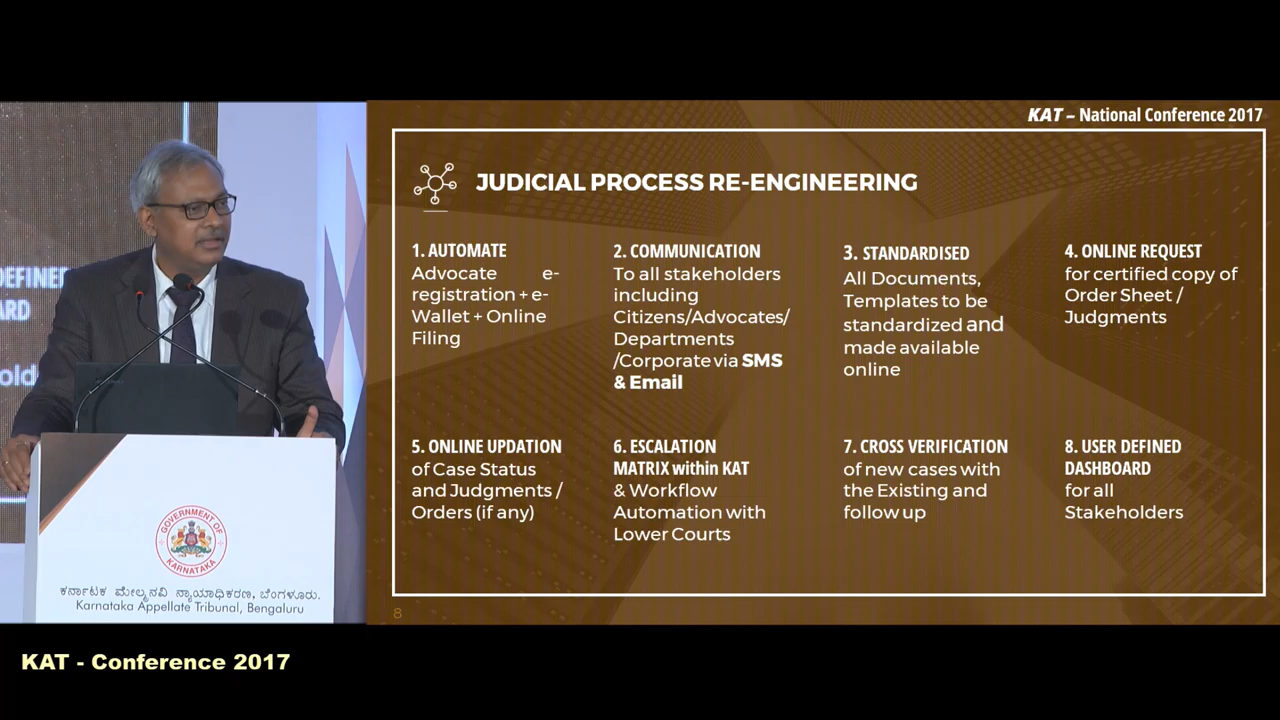 KAT – National Conference 2017
JUDICIAL PROCESS RE-ENGINEERING
1. AUTOMATE
Advocate e-
registration + e-
Wallet + Online
Filing
2. COMMUNICATION
To all stakeholders
including
Citizens/Advocates/
Departments
/Corporate via SMS
& Email
3. STANDARDISED
All Documents,
Templates to be
standardized and
made available
online
4. ONLINE REQUEST
for certified copy of
Order Sheet /
Judgments
5. ONLINE UPDATION
of Case Status
and Judgments /
Orders (if any)
6. ESCALATION
MATRIX within KAT
& Workflow
Automation with
Lower Courts
7. CROSS VERIFICATION
of new cases with
the Existing and
follow up
8. USER DEFINED
DASHBOARD
for all
Stakeholders
8
GOVERNMENT OF
KARNATAKA
ಕರ್ನಾಟಕ ಮೇಲ್ಮನವಿ ನ್ಯಾಯಾಧಿಕರಣ, ಬೆಂಗಳೂರು.
Karnataka Appellate Tribunal, Bengaluru
KAT - Conference 2017